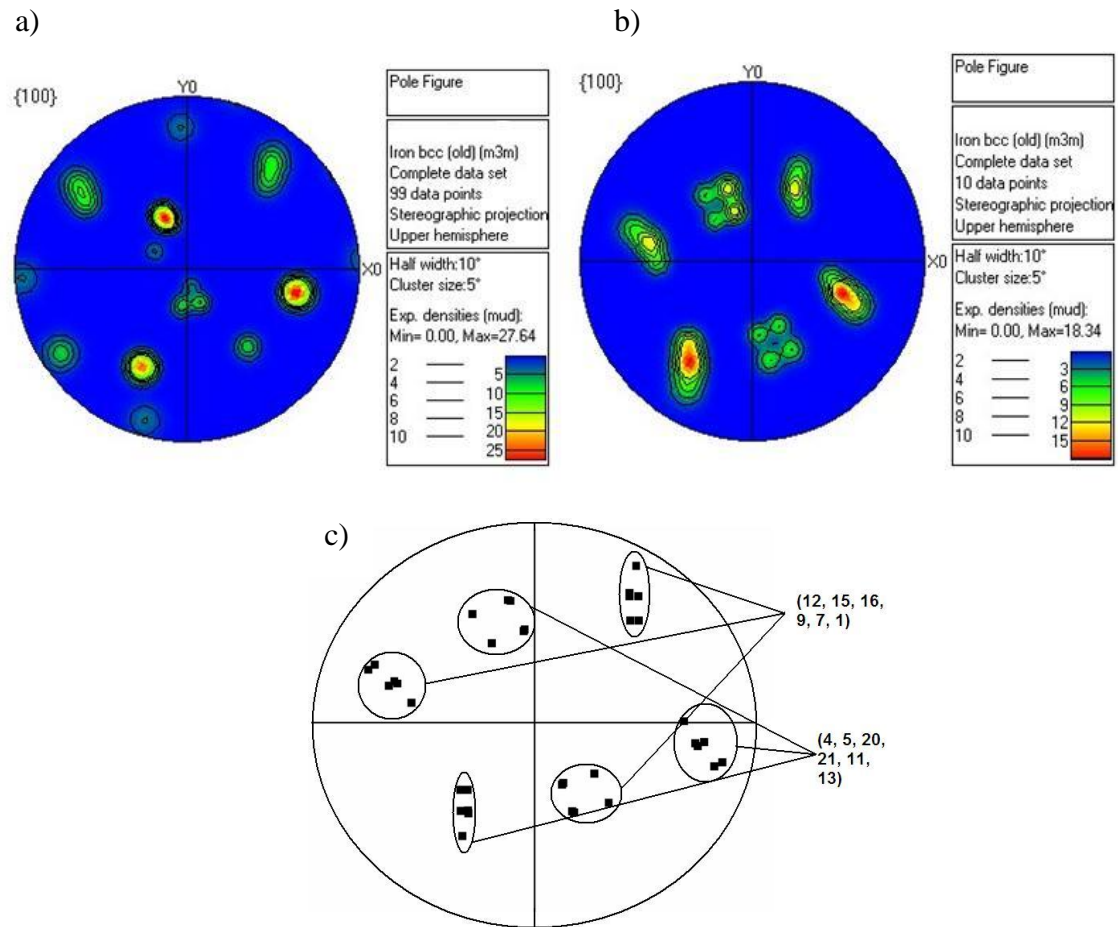 a)
b)
{100}
Y0
X0
Pole Figure
Iron bcc (old) (m3m)
Complete data set
99 data points
Stereographic projection
Upper hemisphere
Half width:10°
Cluster size:5°
Exp. densities (mud):
Min= 0.00, Max=27.64
2
4
6
8
10
5
10
15
20
25
{100}
Y0
X0
Pole Figure
Iron bcc (old) (m3m)
Complete data set
10 data points
Stereographic projection
Upper hemisphere
Half width:10°
Cluster size:5°
Exp. densities (mud):
Min= 0.00, Max=18.34
2
4
6
8
10
3
6
9
12
15
c)
(12, 15, 16,
9, 7, 1)
(4, 5, 20,
21, 11,
13)